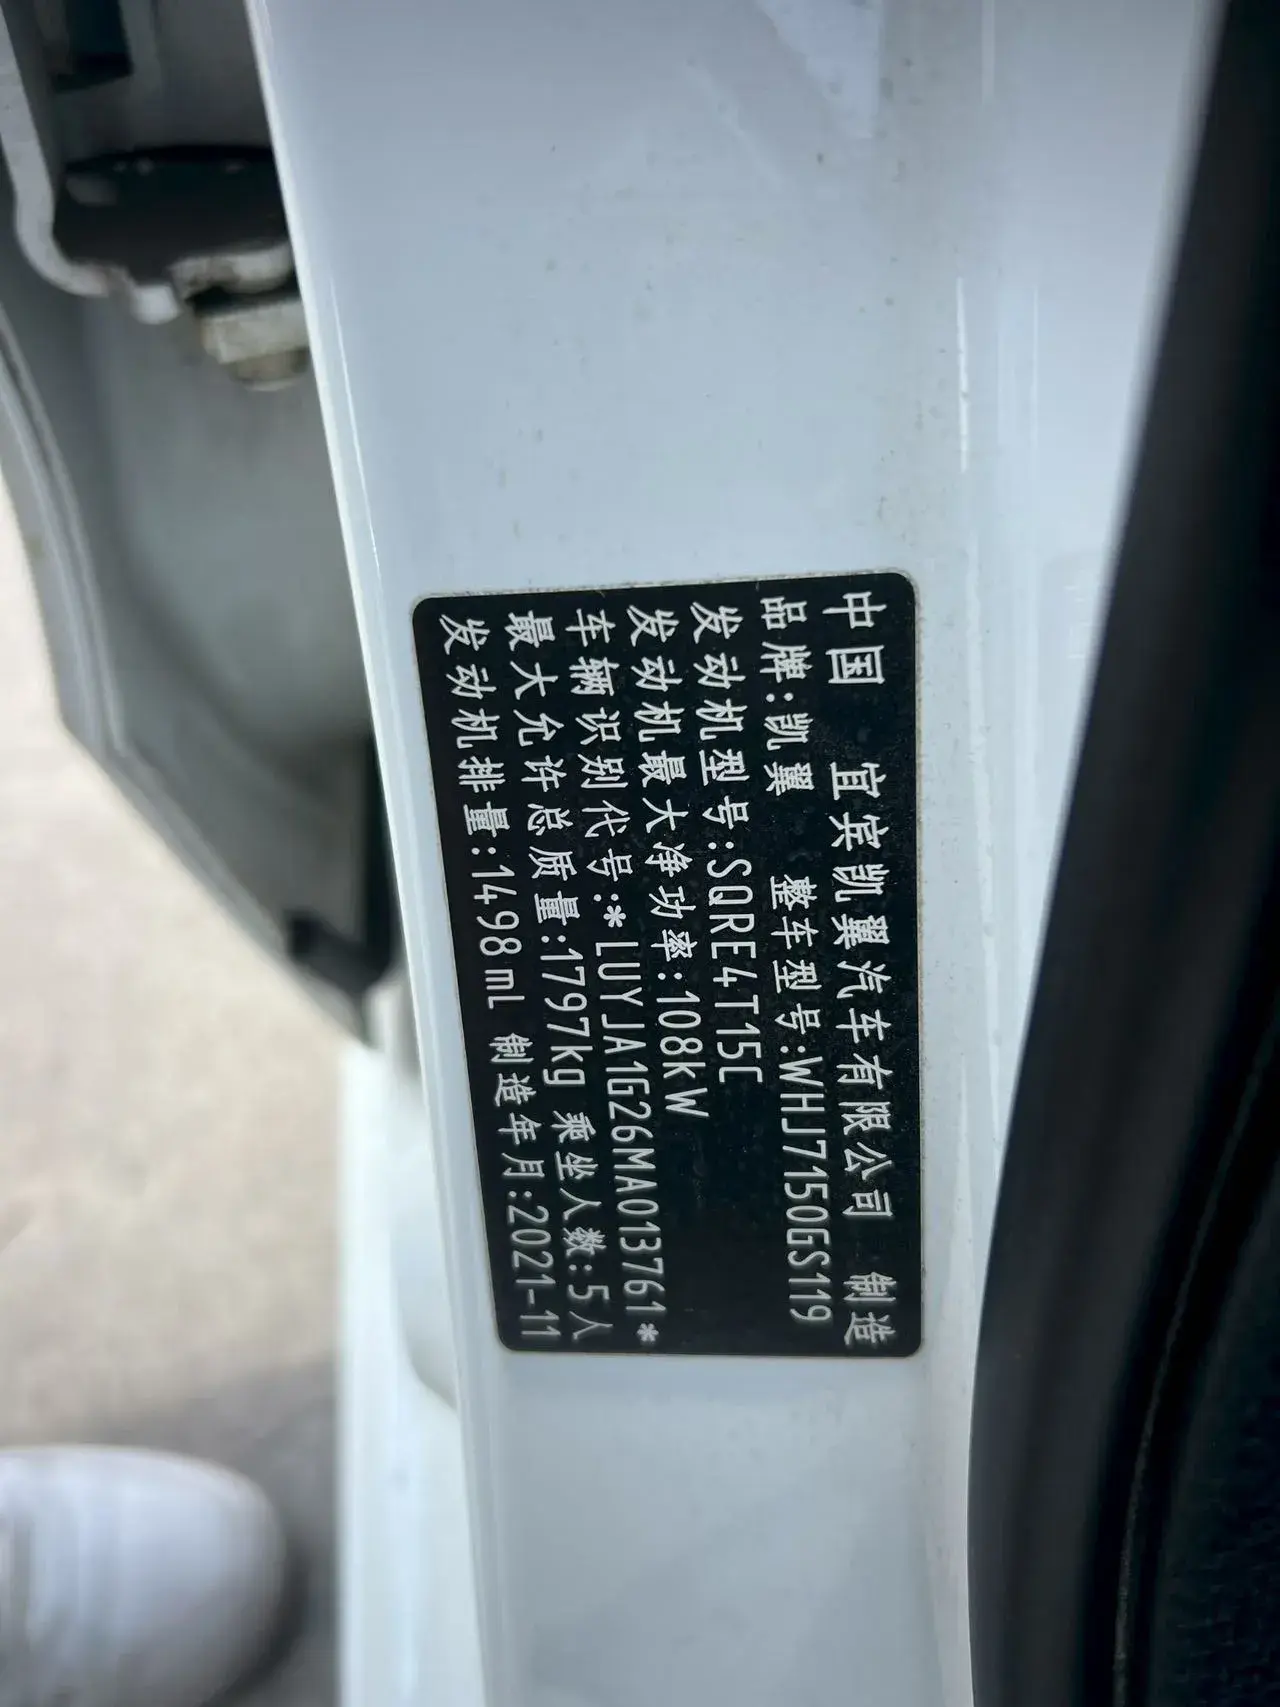 中国 宜宾凯翼汽车有限公司 制造
品牌:凯翼 整车型号:WHJ7150GS119
发动机型号:SQRE4T15C
发动机最大净功率:108kW
车辆识别代号:*LUYJA1G26MA013761*
最大允许总质量:1797kg 乘坐人数:5人
发动机排量:1498mL 制造年月:2021-11